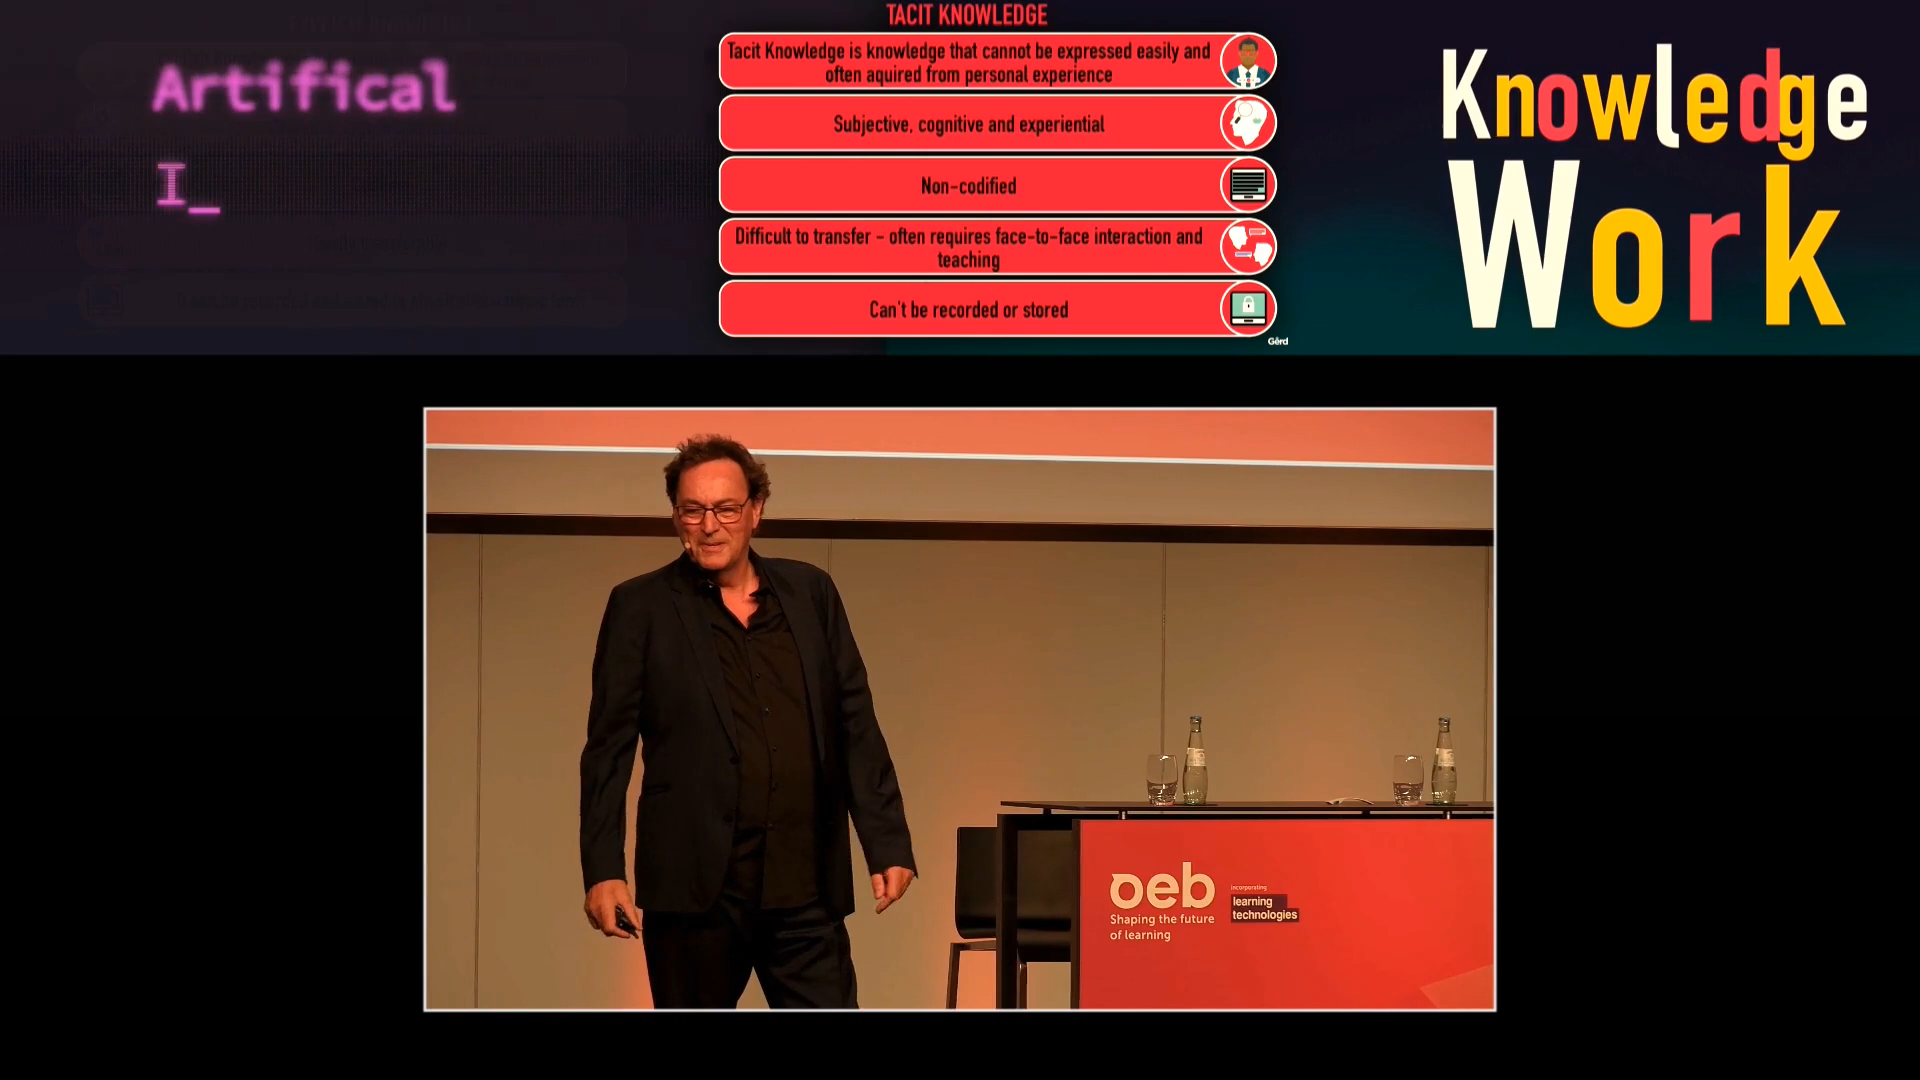 Artifical
I_
TACIT KNOWLEDGE
Tacit Knowledge is knowledge that cannot be expressed easily and
often aquired from personal experience
Subjective, cognitive and experiential
Non-codified
Difficult to transfer - often requires face-to-face interaction and
teaching
Can't be recorded or stored
Gerd
Knowledge
Work
oeb
Shaping the future
of learning
incorporating
learning
technologies